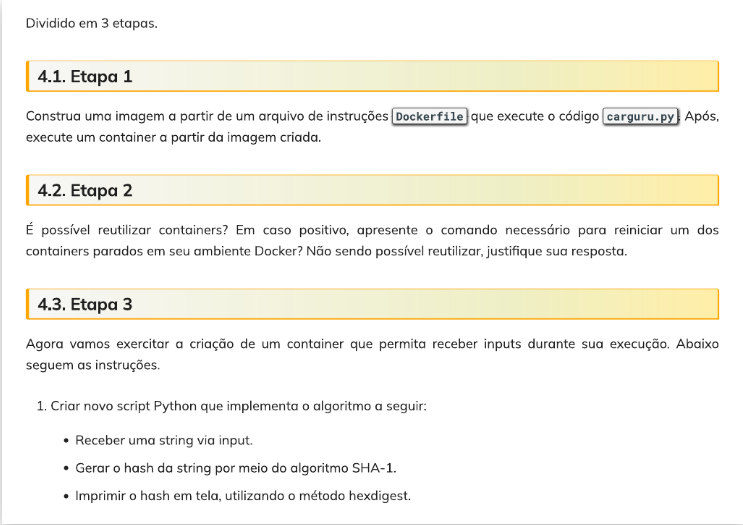 Dividido em 3 etapas.
4.1. Etapa 1
Construa uma imagem a partir de um arquivo de instruções Dockerfile que execute o código carguru.py. Após,
execute um container a partir da imagem criada.
4.2. Etapa 2
É possível reutilizar containers? Em caso positivo, apresente o comando necessário para reiniciar um dos
containers parados em seu ambiente Docker? Não sendo possível reutilizar, justifique sua resposta.
4.3. Etapa 3
Agora vamos exercitar a criação de um container que permita receber inputs durante sua execução. Abaixo
seguem as instruções.
1. Criar novo script Python que implementa o algoritmo a seguir:
• Receber uma string via input.
• Gerar o hash da string por meio do algoritmo SHA-1.
• Imprimir o hash em tela, utilizando o método hexdigest.